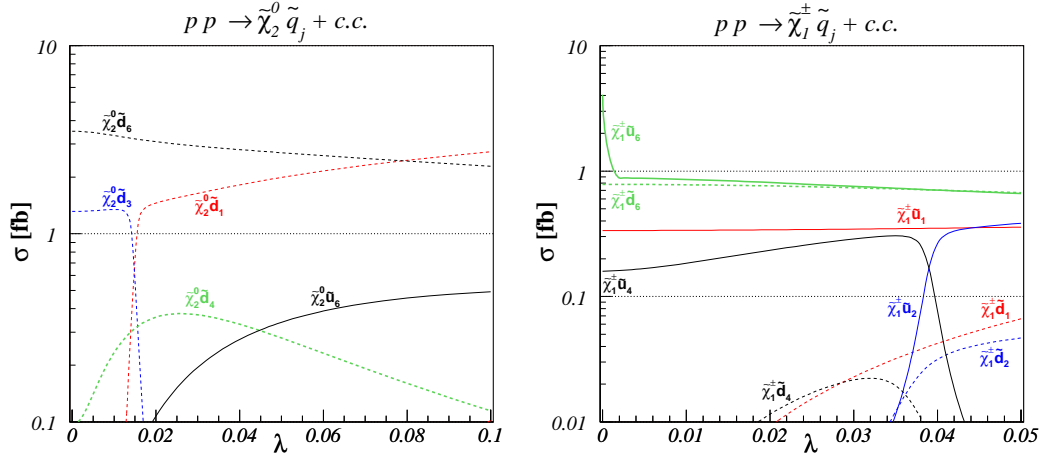 p p → χ̃₂⁰ q̃ⱼ + c.c.
σ [fb]
10
1
0.1
χ̃₂⁰d̃₆
χ̃₂⁰d̃₃
χ̃₂⁰d̃₁
χ̃₂⁰d̃₄
χ̃₂⁰ũ₆
0 0.02 0.04 0.06 0.08 0.1
λ
p p → χ̃₁± q̃ⱼ + c.c.
σ [fb]
10
1
0.1
0.01
χ̃₁±ũ₆
χ̃₁±d̃₆
χ̃₁±ũ₁
χ̃₁±ũ₄
χ̃₁±ũ₂
χ̃₁±d̃₁
χ̃₁±d̃₂
χ̃₁±d̃₄
0 0.01 0.02 0.03 0.04 0.05
λ